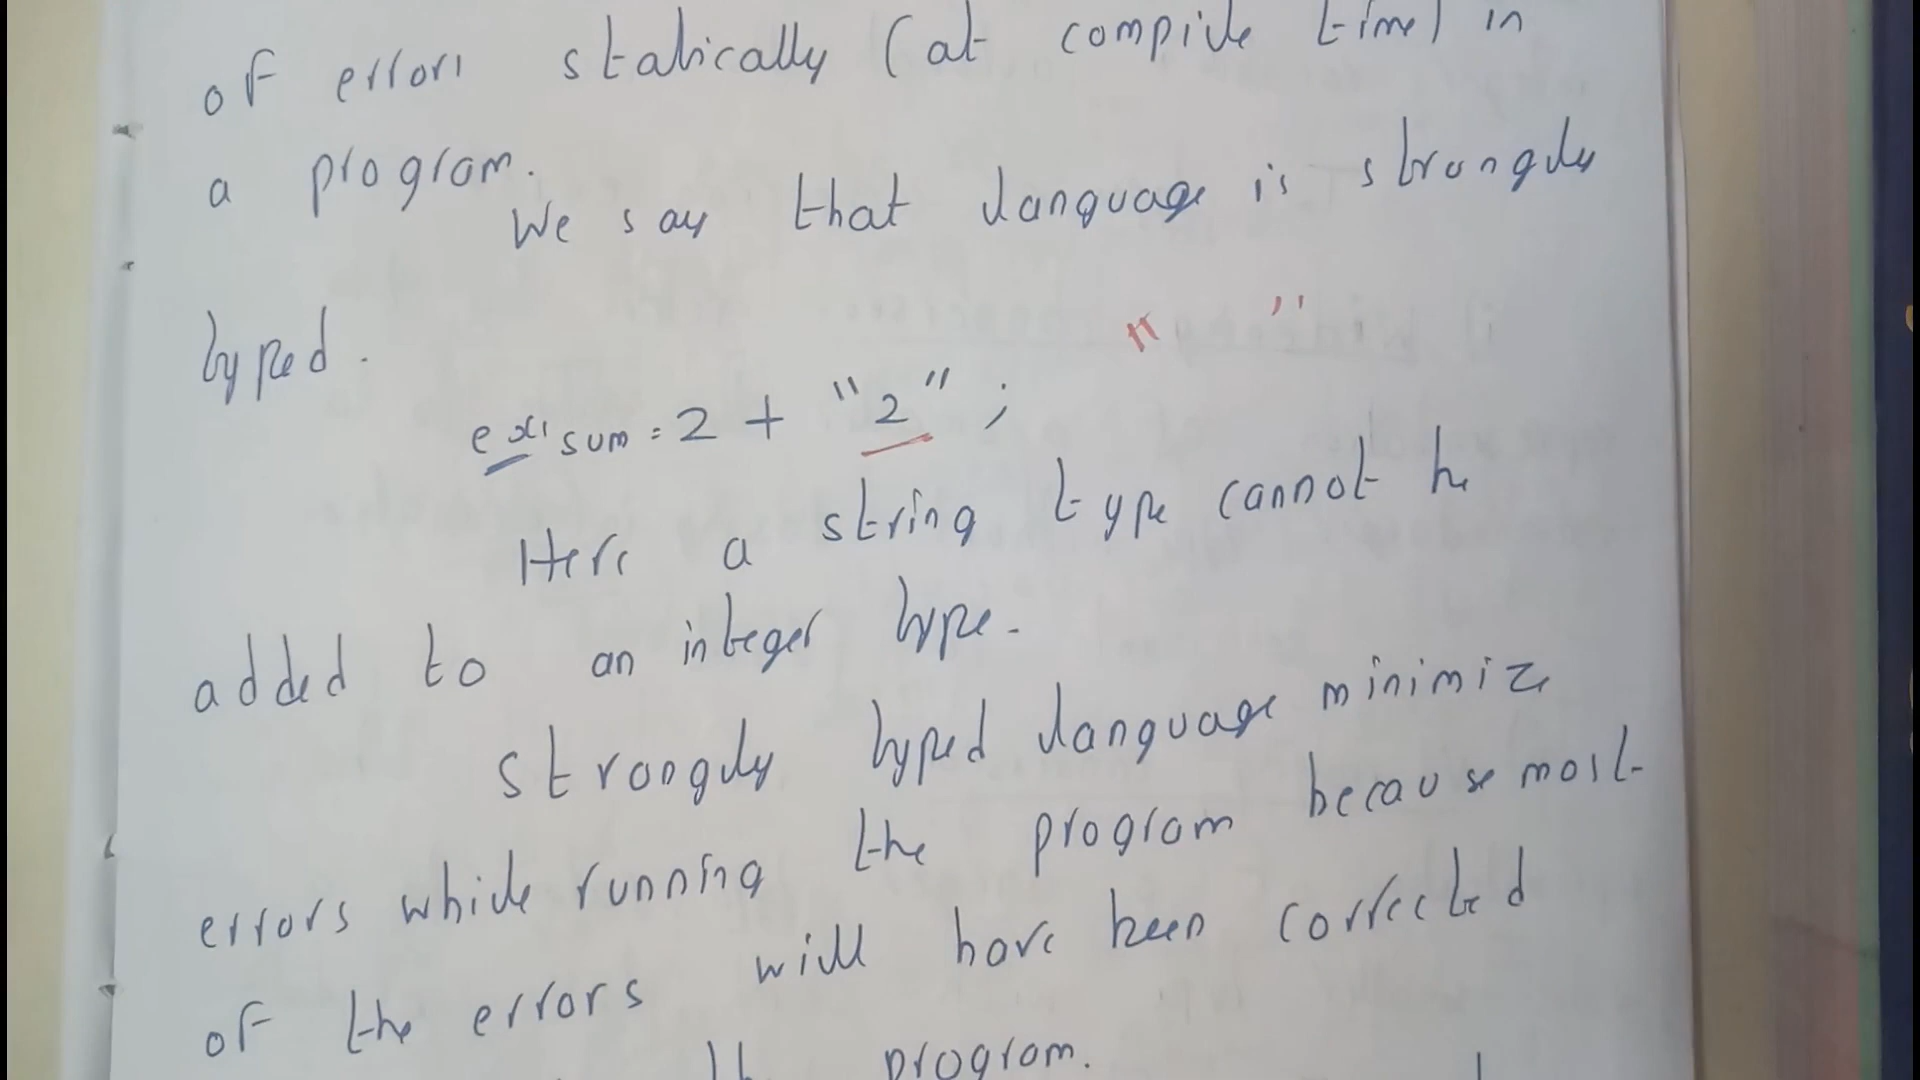 of errors statically (at compile time) in
a program.
We say that language is strongly
typed.
" "
ex: sum = 2 + "2" ;
Here a string type cannot be
added to an integer type.
strongly typed language minimize
errors while running the program because most
of the errors will have been corrected
program.